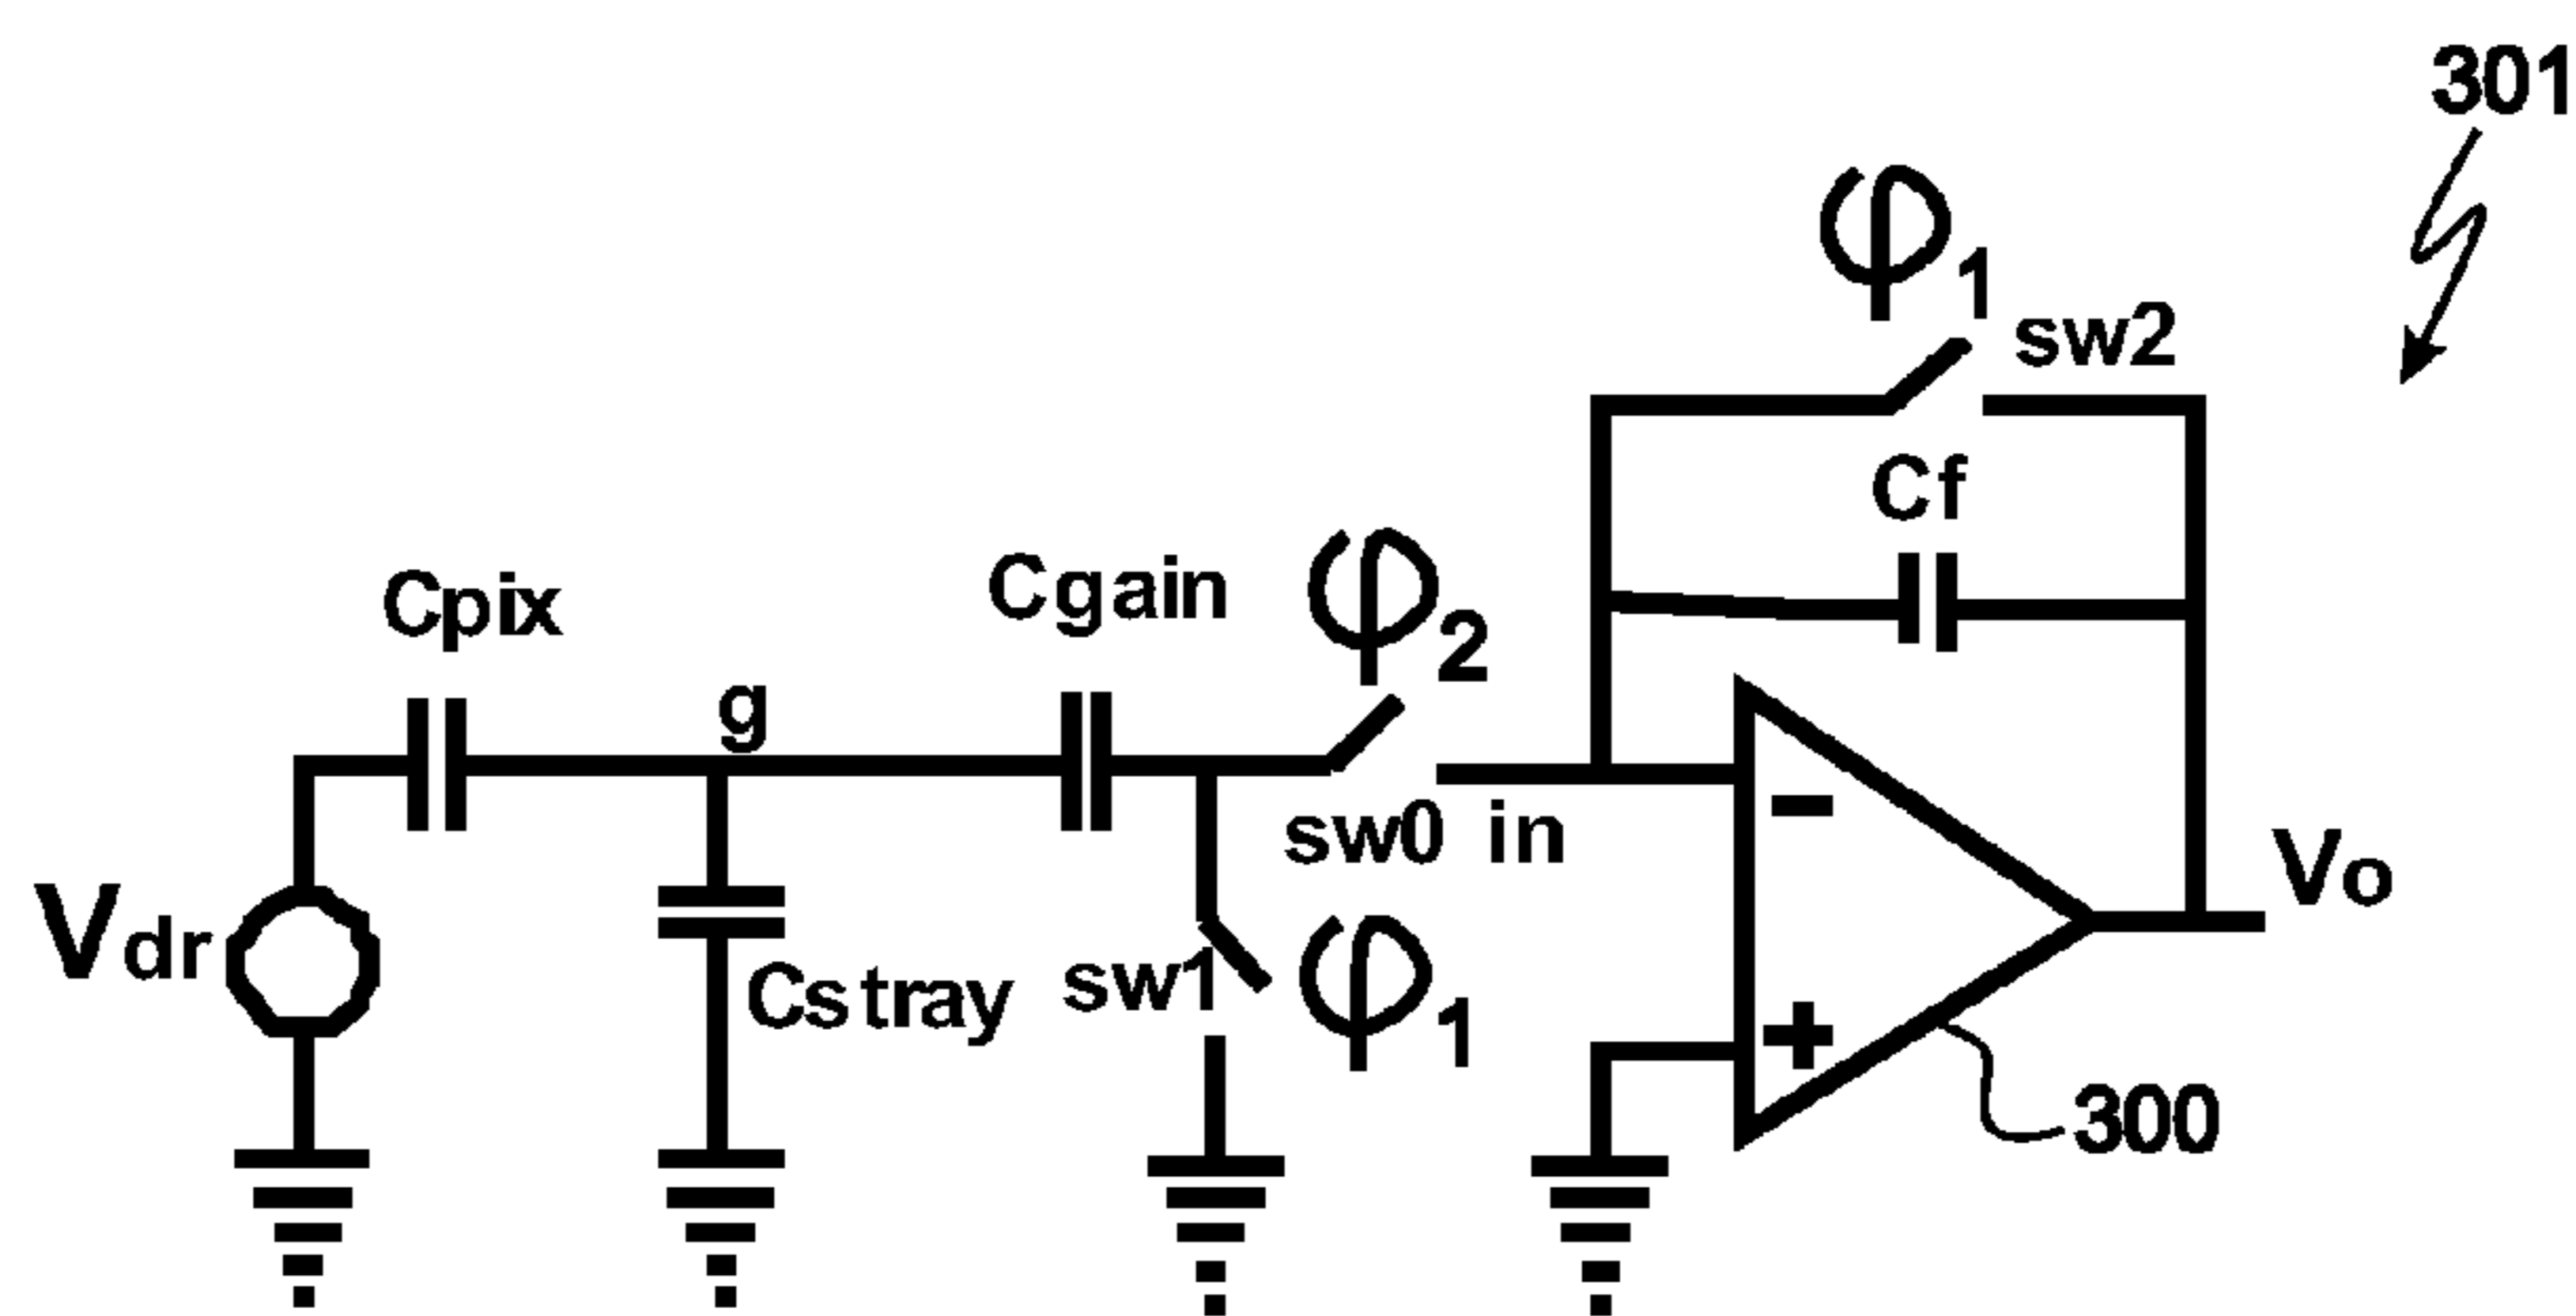 301
φ1
sw2
Cf
Cpix
g
Cgain
φ2
sw0 in
Vdr
Cstray
sw1
φ1
-
+
Vo
300